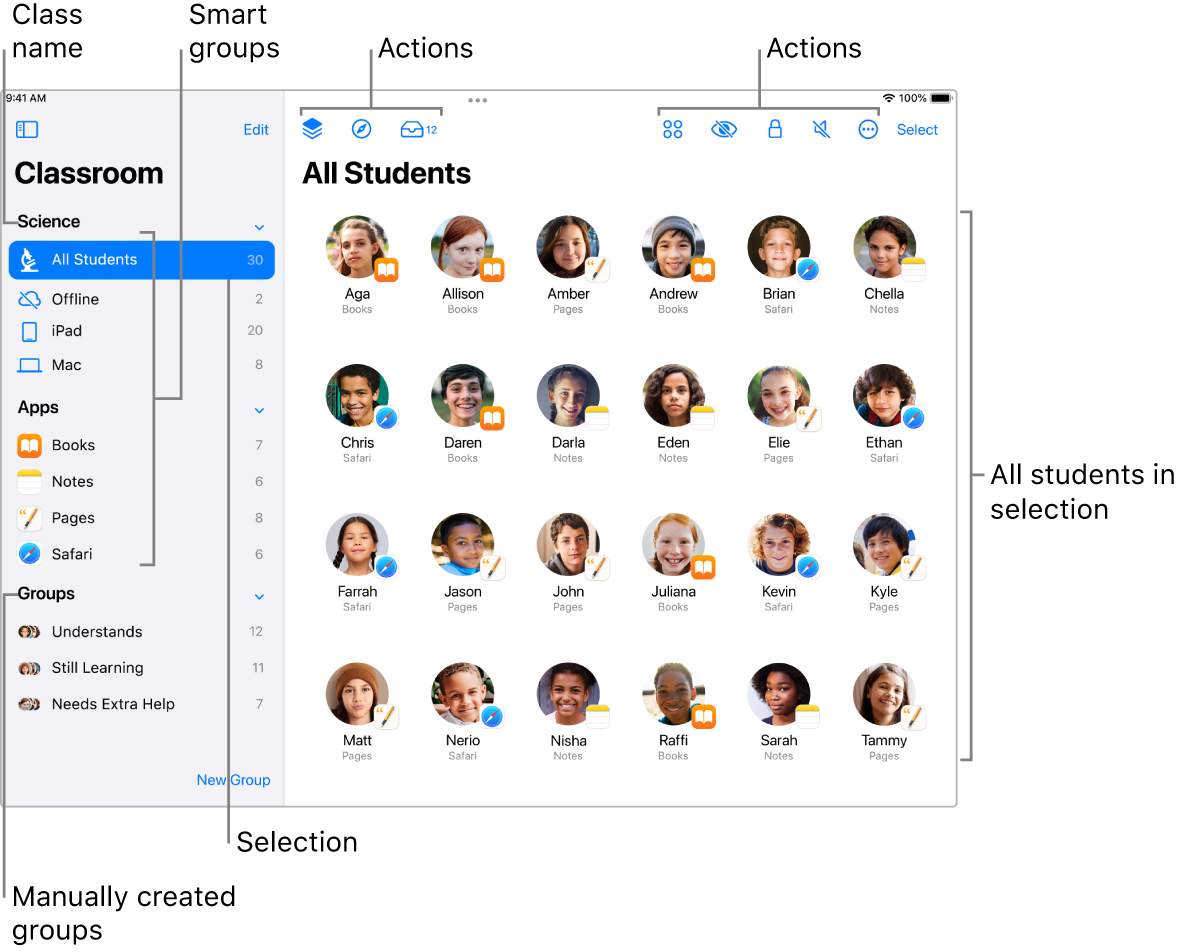 Class
name
Smart
groups
Actions
Actions
9:41 AM
100%
Edit
12
Select
Classroom
All Students
Science
All Students 30
Offline 2
iPad 20
Mac 8
Apps
Books 7
Notes 6
Pages 8
Safari 6
Groups
Understands 12
Still Learning 11
Needs Extra Help 7
New Group
Aga Allison Amber Andrew Brian Chella
Books Books Pages Books Safari Notes
Chris Daren Darla Eden Elie Ethan
Safari Books Notes Notes Pages Safari
Farrah Jason John Juliana Kevin Kyle
Safari Pages Pages Books Safari Pages
Matt Nerio Nisha Raffi Sarah Tammy
Pages Safari Notes Books Notes Pages
All students in
selection
Selection
Manually created
groups